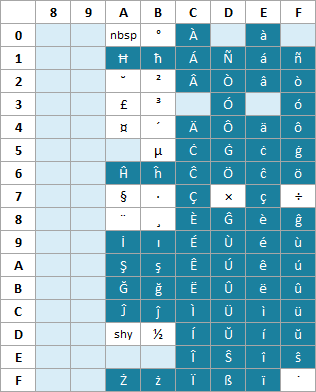 8 9 A B C D E F
0 nbsp ° À à
1 Ħ ħ Á Ñ á ñ
2 ˘ ² Â Ò â ò
3 £ ³ Ó ó
4 ¤ ´ Ä Ô ä ô
5 µ Ċ Ġ ċ ġ
6 Ĥ ĥ Ĉ Ö ĉ ö
7 § · Ç × ç ÷
8 ¨ ¸ È Ĝ è ĝ
9 İ ı É Ù é ù
A Ş ş Ê Ú ê ú
B Ğ ğ Ë Û ë û
C Ĵ ĵ Ì Ü ì ü
D shy ½ Í Ŭ í ŭ
E Î Ŝ î ŝ
F Ż ż Ï ß ï ˙